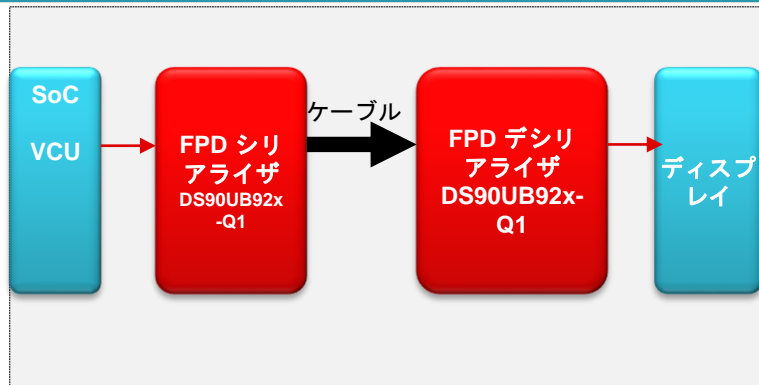 SoC
VCU
FPD シリ
アライザ
DS90UB92x
-Q1
ケーブル
FPD デシリ
アライザ
DS90UB92x-
Q1
ディスプ
レイ